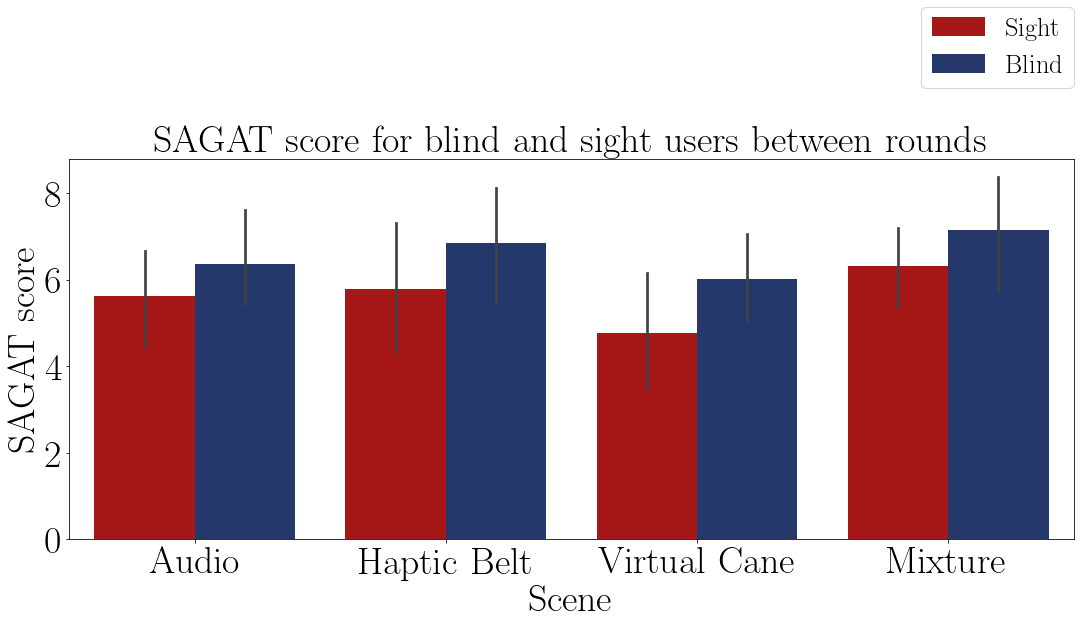 Sight
Blind
SAGAT score for blind and sight users between rounds
SAGAT score
8
6
4
2
0
Audio
Haptic Belt
Virtual Cane
Mixture
Scene